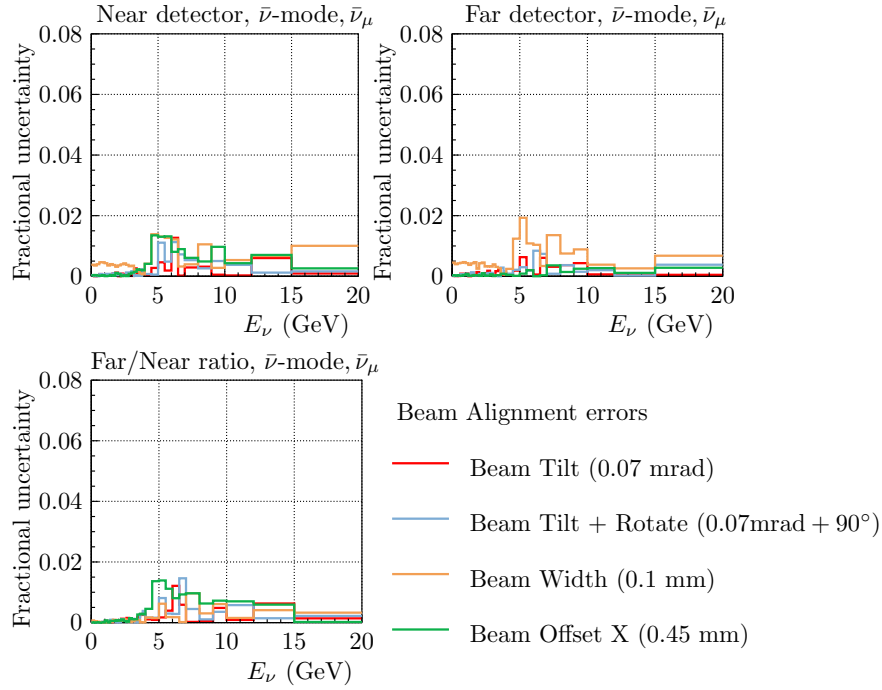 Near detector, ν̄-mode, ν̄μ
Fractional uncertainty
0.08
0.06
0.04
0.02
0
0 5 10 15 20
Eν (GeV)
Far detector, ν̄-mode, ν̄μ
Fractional uncertainty
0.08
0.06
0.04
0.02
0
0 5 10 15 20
Eν (GeV)
Far/Near ratio, ν̄-mode, ν̄μ
Fractional uncertainty
0.08
0.06
0.04
0.02
0
0 5 10 15 20
Eν (GeV)
Beam Alignment errors
Beam Tilt (0.07 mrad)
Beam Tilt + Rotate (0.07mrad + 90°)
Beam Width (0.1 mm)
Beam Offset X (0.45 mm)